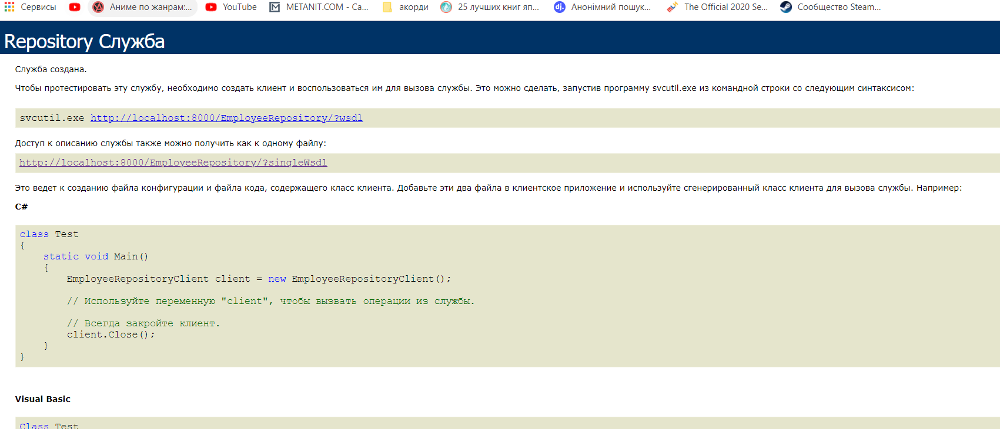 Сервисы Аниме по жанрам:... YouTube METANIT.COM - Са... акорди 25 лучших книг яп... dj. Анонімний пошук... The Official 2020 Se... Сообщество Steam...
Repository Служба
Служба создана.
Чтобы протестировать эту службу, необходимо создать клиент и воспользоваться им для вызова службы. Это можно сделать, запустив программу svcutil.exe из командной строки со следующим синтаксисом:
svcutil.exe http://localhost:8000/EmployeeRepository/?wsdl
Доступ к описанию службы также можно получить как к одному файлу:
http://localhost:8000/EmployeeRepository/?singleWsdl
Это ведет к созданию файла конфигурации и файла кода, содержащего класс клиента. Добавьте эти два файла в клиентское приложение и используйте сгенерированный класс клиента для вызова службы. Например:
C#
class Test
{
static void Main()
{
EmployeeRepositoryClient client = new EmployeeRepositoryClient();
// Используйте переменную "client", чтобы вызвать операции из службы.
// Всегда закройте клиент.
client.Close();
}
}
Visual Basic
Class Test